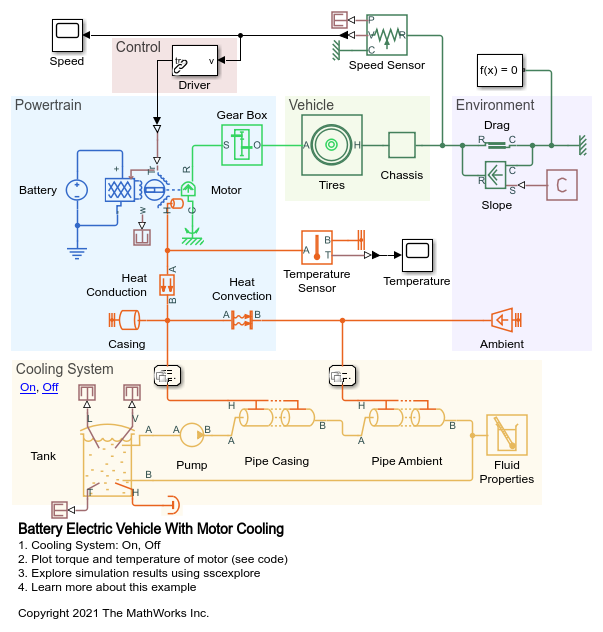 P
V R
C
Speed
Control
tr v
Driver
Speed Sensor
f(x) = 0
Powertrain
Vehicle
Environment
Gear Box
S O
A H
Tires
Chassis
Drag
R C
R C
S
C
Slope
Battery
+
-
tr
R
Motor
w
H
C
A
B
T
Temperature
Sensor
Temperature
Heat
Conduction
A
B
Heat
Convection
A B
Casing
Ambient
Cooling System
On, Off
L V
A A B
H B
A
H B
A
Tank
Pump
Pipe Casing
Pipe Ambient
Fluid
Properties
B
T H
Battery Electric Vehicle With Motor Cooling
1. Cooling System: On, Off
2. Plot torque and temperature of motor (see code)
3. Explore simulation results using sscexplore
4. Learn more about this example
Copyright 2021 The MathWorks Inc.